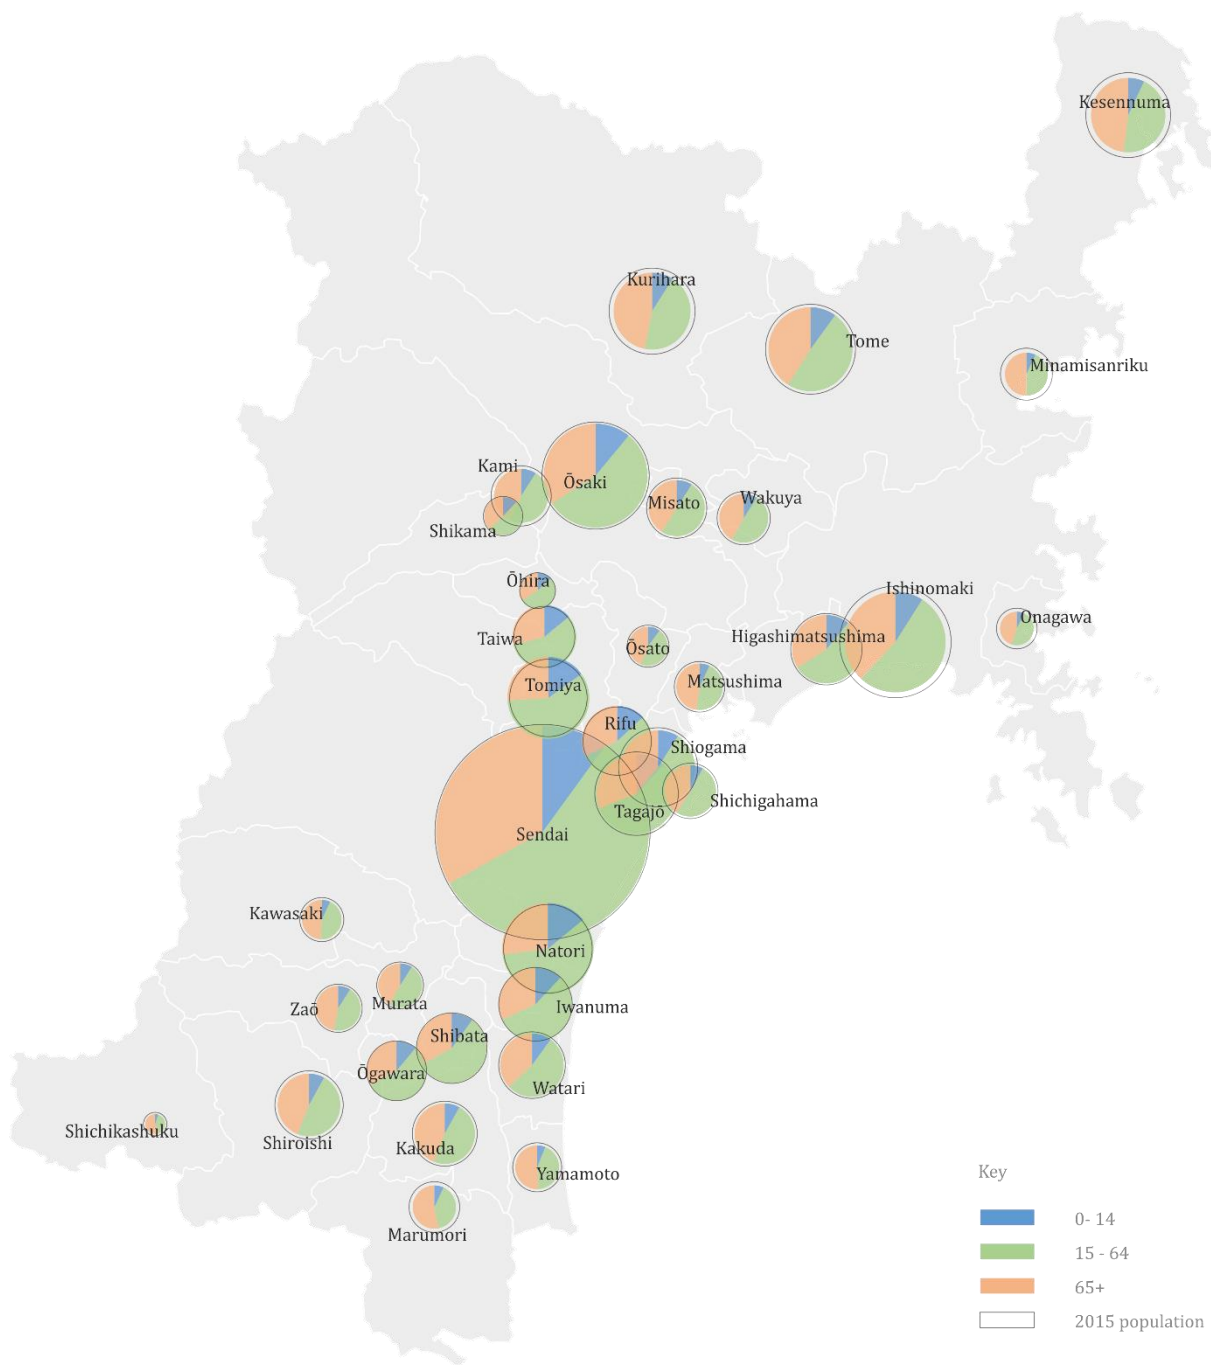 Kesennuma
Kurihara
Tome
Minamisanriku
Kami
Ōsaki
Misato
Wakuya
Shikama
Ōhira
Ishinomaki
Onagawa
Taiwa
Ōsato
Higashimatsushima
Tomiya
Matsushima
Rifu
Shiogama
Shichigahama
Tagajō
Sendai
Kawasaki
Natori
Murata
Zaō
Iwanuma
Shibata
Ōgawara
Watari
Shichikashuku
Shiroishi
Kakuda
Yamamoto
Marumori
Key
0- 14
15 - 64
65+
2015 population